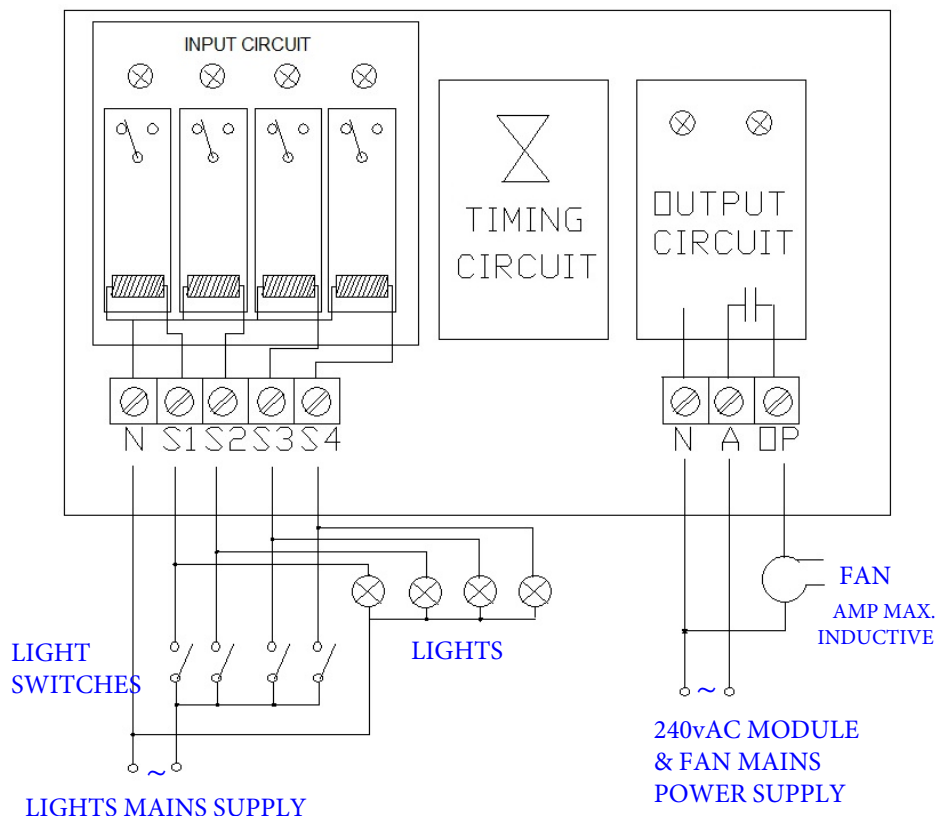 INPUT CIRCUIT
TIMING
CIRCUIT
OUTPUT
CIRCUIT
N S1 S2 S3 S4
N A OP
FAN
AMP MAX.
INDUCTIVE
LIGHTS
LIGHT
SWITCHES
~
~
240vAC MODULE
& FAN MAINS
POWER SUPPLY
LIGHTS MAINS SUPPLY